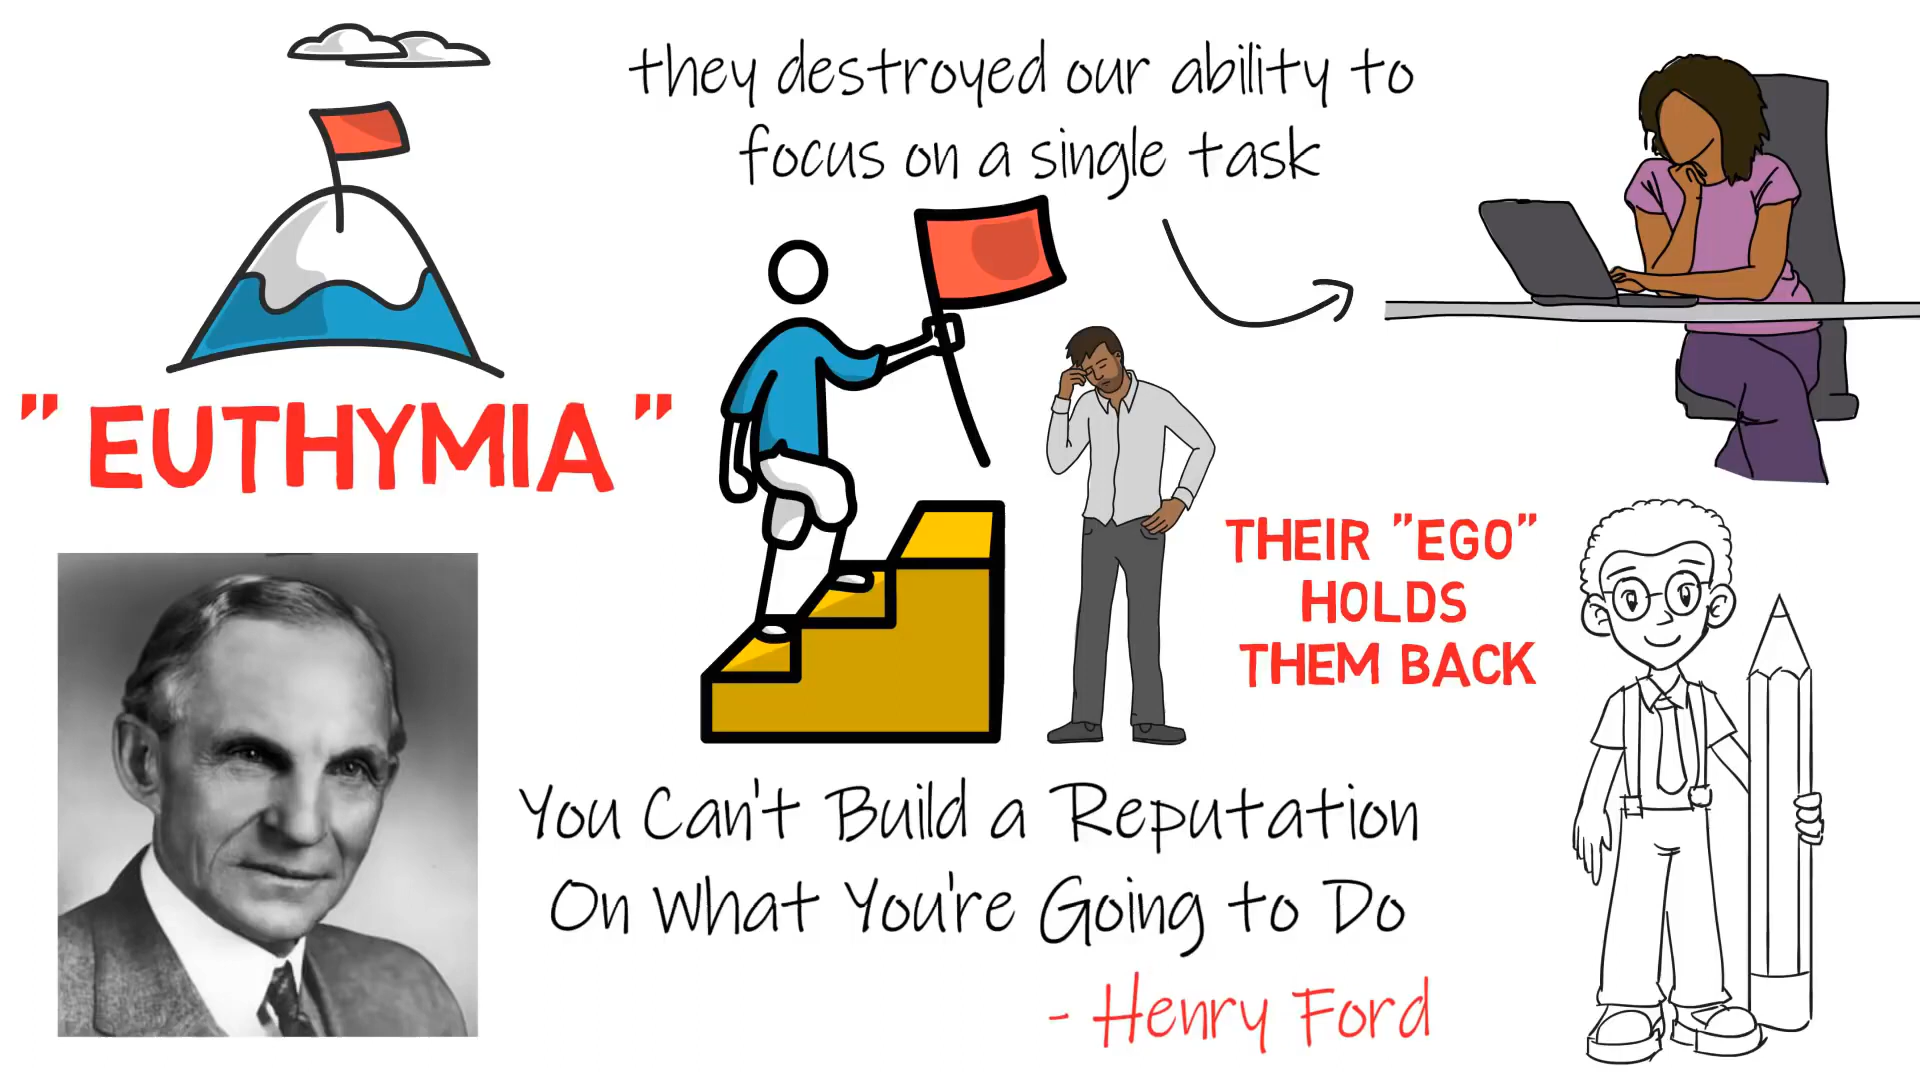 they destroyed our ability to
focus on a single task
"EUTHYMIA"
THEIR "EGO"
HOLDS
THEM BACK
You Can't Build a Reputation
On What You're Going to Do
- Henry Ford